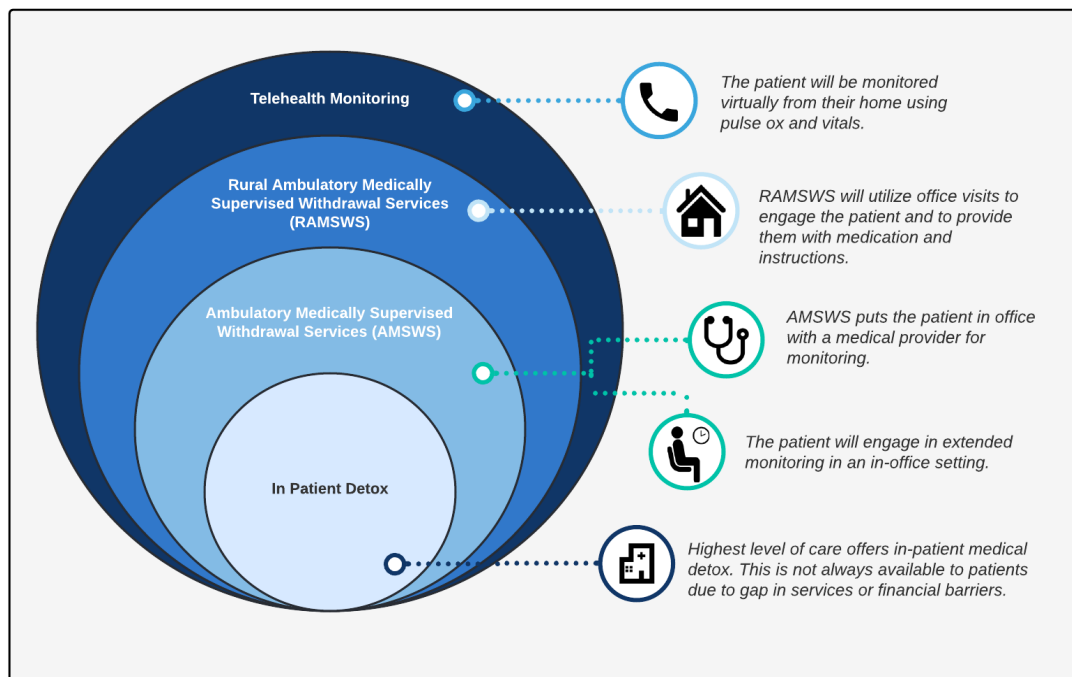 Telehealth Monitoring
The patient will be monitored
virtually from their home using
pulse ox and vitals.
Rural Ambulatory Medically
Supervised Withdrawal Services
(RAMSWS)
RAMSWS will utilize office visits to
engage the patient and to provide
them with medication and
instructions.
Ambulatory Medically Supervised
Withdrawal Services (AMSWS)
AMSWS puts the patient in office
with a medical provider for
monitoring.
The patient will engage in extended
monitoring in an in-office setting.
In Patient Detox
Highest level of care offers in-patient medical
detox. This is not always available to patients
due to gap in services or financial barriers.